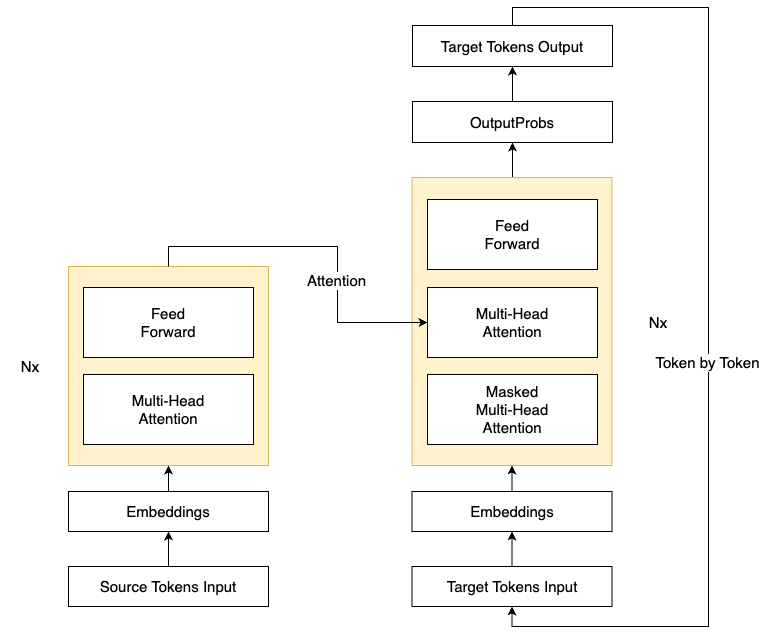 Target Tokens Output
OutputProbs
Feed
Forward
Attention
Multi-Head
Attention
Nx
Token by Token
Masked
Multi-Head
Attention
Embeddings
Target Tokens Input
Feed
Forward
Nx
Multi-Head
Attention
Embeddings
Source Tokens Input